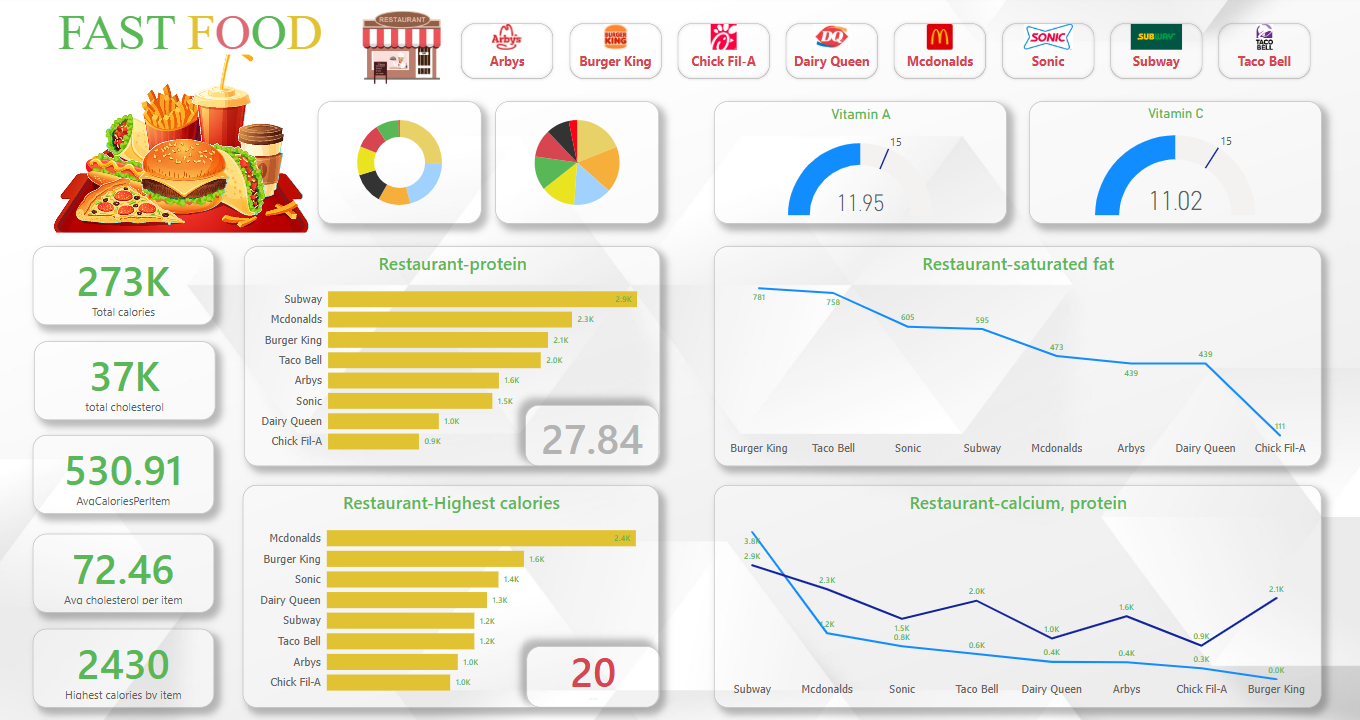 FAST FOOD
RESTAURANT
Arbys
Arbys
BURGER
KING
Burger King
Chick Fil-A
DQ
Dairy Queen
Mcdonalds
SONIC
Sonic
SUBWAY
Subway
TACO
BELL
Taco Bell
Vitamin A
15
11.95
Vitamin C
15
11.02
273K
Total calories
37K
total cholesterol
530.91
AvgCaloriesPerItem
72.46
Avg cholesterol per item
2430
Highest calories by item
Restaurant-protein
Subway 2.9K
Mcdonalds 2.3K
Burger King 2.1K
Taco Bell 2.0K
Arbys 1.6K
Sonic 1.5K
Dairy Queen 1.0K
Chick Fil-A 0.9K
27.84
Restaurant-saturated fat
781 758 605 595 473 439 439 111
Burger King Taco Bell Sonic Subway Mcdonalds Arbys Dairy Queen Chick Fil-A
Restaurant-Highest calories
Mcdonalds 2.4K
Burger King 1.6K
Sonic 1.4K
Dairy Queen 1.3K
Subway 1.2K
Taco Bell 1.2K
Arbys 1.0K
Chick Fil-A 1.0K
20
Restaurant-calcium, protein
3.8K 1.2K 0.8K 0.6K 0.4K 0.4K 0.3K 0.0K
2.9K 2.3K 1.5K 2.0K 1.0K 1.6K 0.9K 2.1K
Subway Mcdonalds Sonic Taco Bell Dairy Queen Arbys Chick Fil-A Burger King